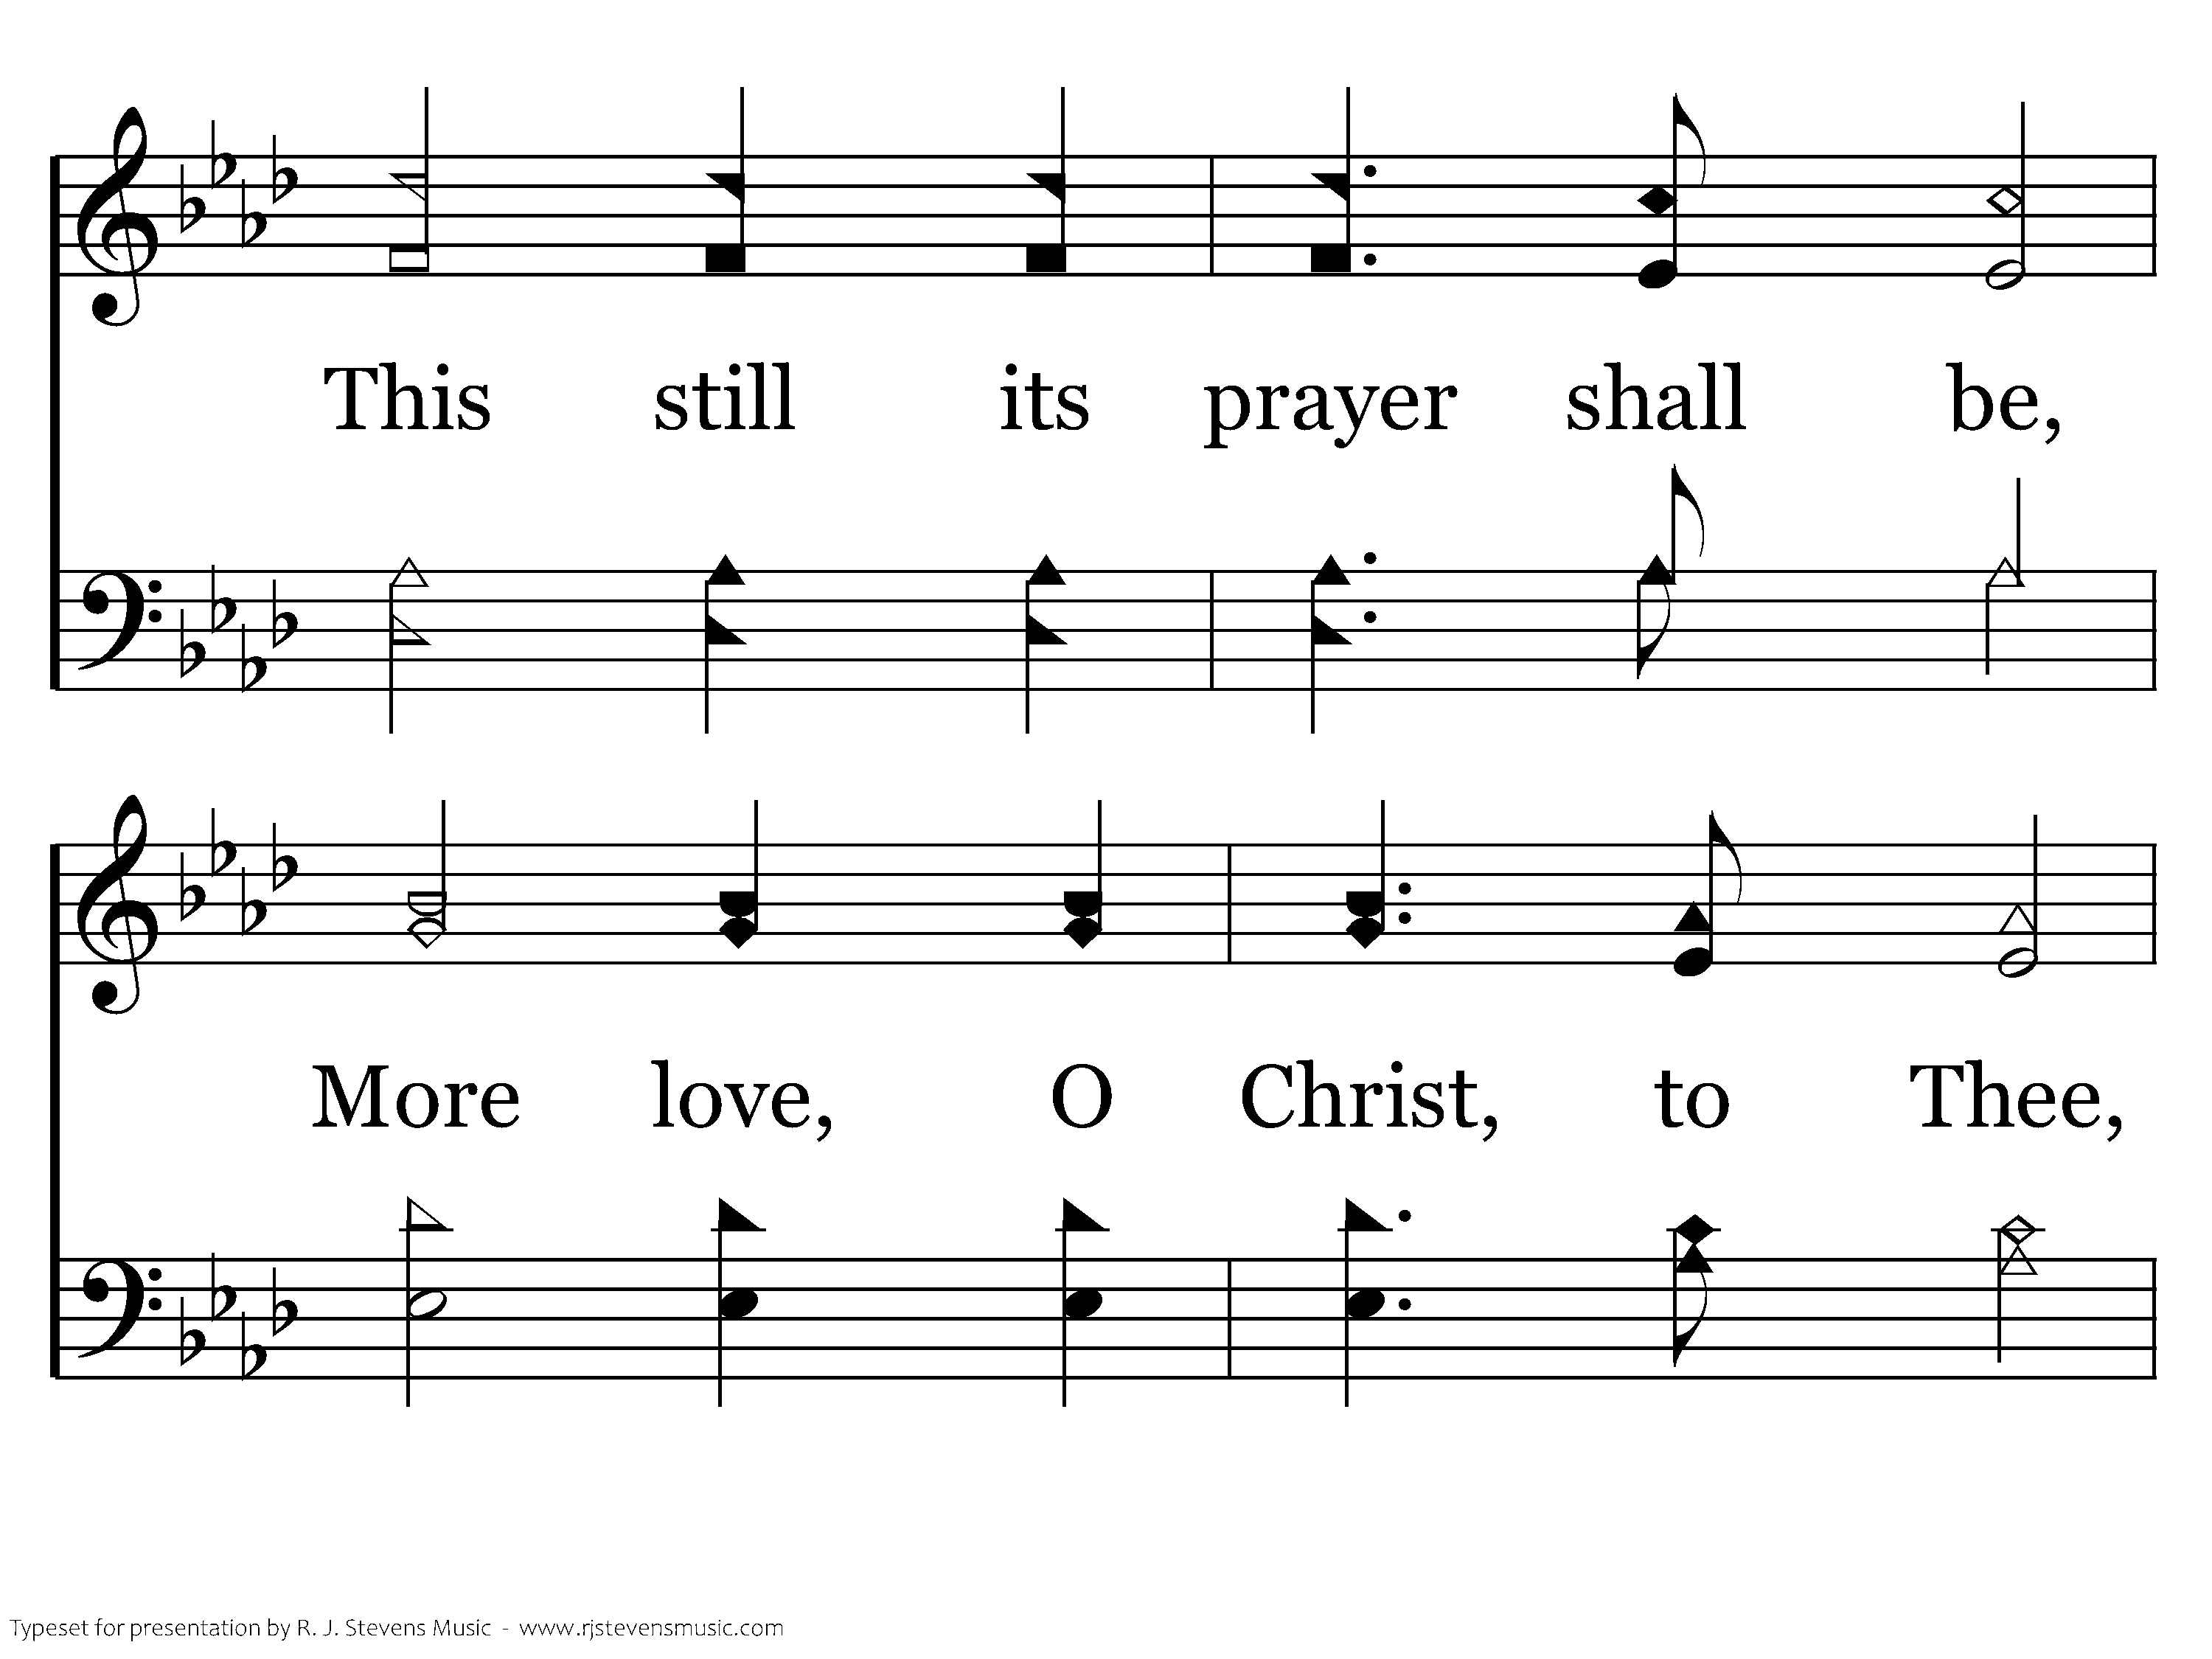 This still its prayer shall be,
More love, O Christ, to Thee,
Typeset for presentation by R. J. Stevens Music - www.rjstevensmusic.com